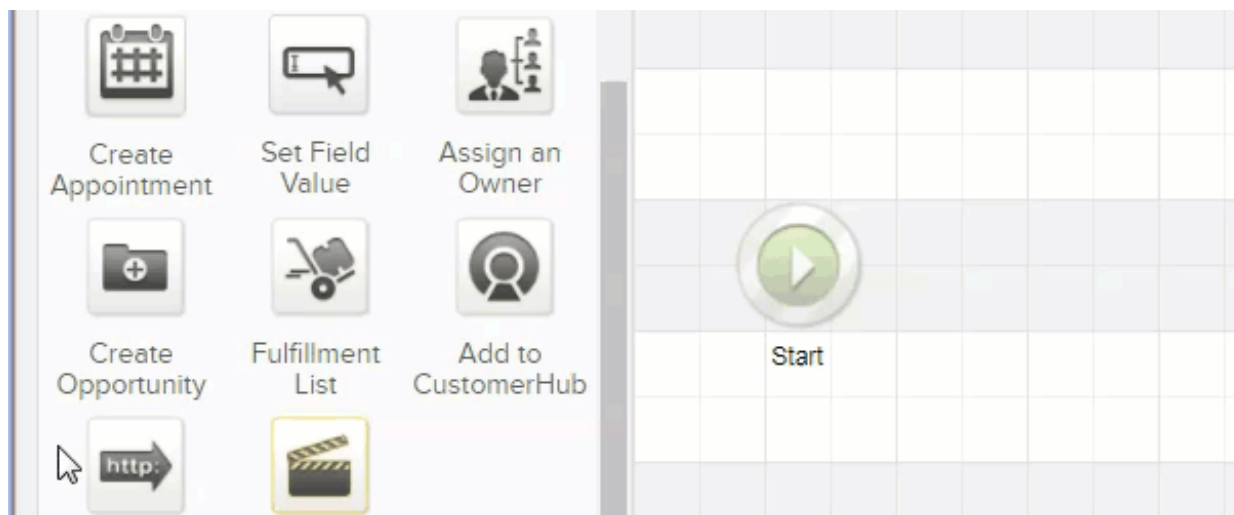 Create
Appointment
Set Field
Value
Assign an
Owner
Create
Opportunity
Fulfillment
List
Add to
CustomerHub
Start
http: